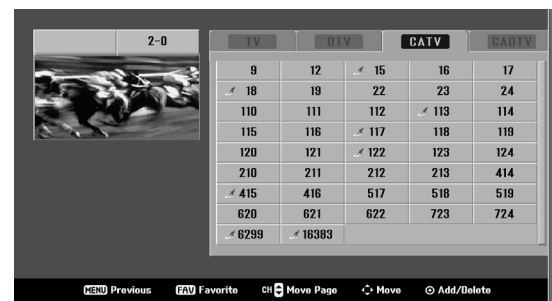 2-0
TV DTV CATV CADTV
9 12 15 16 17
18 19 22 23 24
110 111 112 113 114
115 116 117 118 119
120 121 122 123 124
210 211 212 213 414
415 416 517 518 519
620 621 622 723 724
6299 16383
MENU Previous FAV Favorite CH Move Page Move Add/Delete